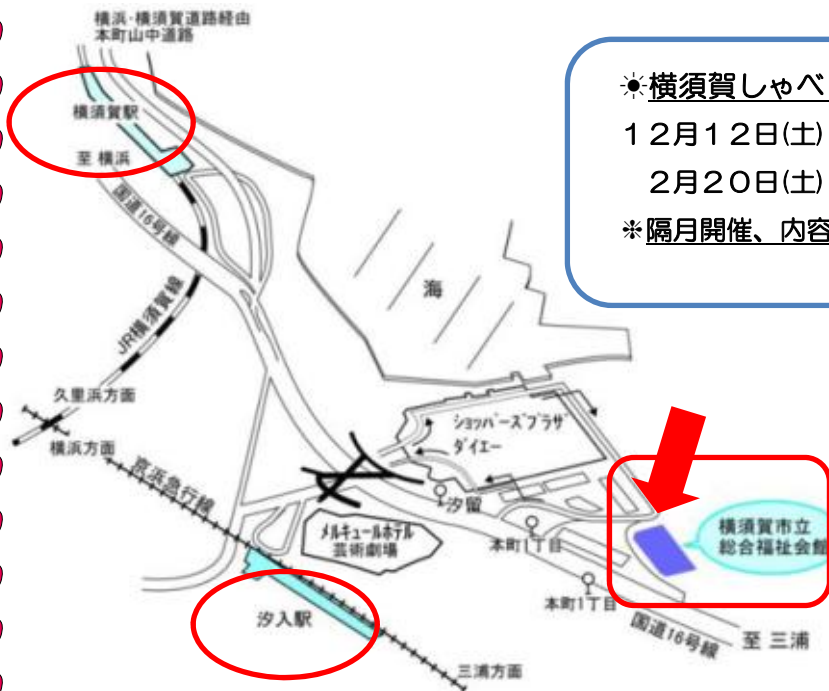 横浜・横須賀道路経由
本町山中道路
横須賀駅
至 横浜
国道16号線
JR横須賀線
久里浜方面
横浜方面
京浜急行線
海
ショッパーズプラザ
ダイエー
汐留
メルキュールホテル
芸術劇場
本町1丁目
本町1丁目
汐入駅
三浦方面
国道16号線
至 三浦
横須賀市立
総合福祉会館
☀横須賀しゃべ
12月12日(土)
2月20日(土)
＊隔月開催、内容